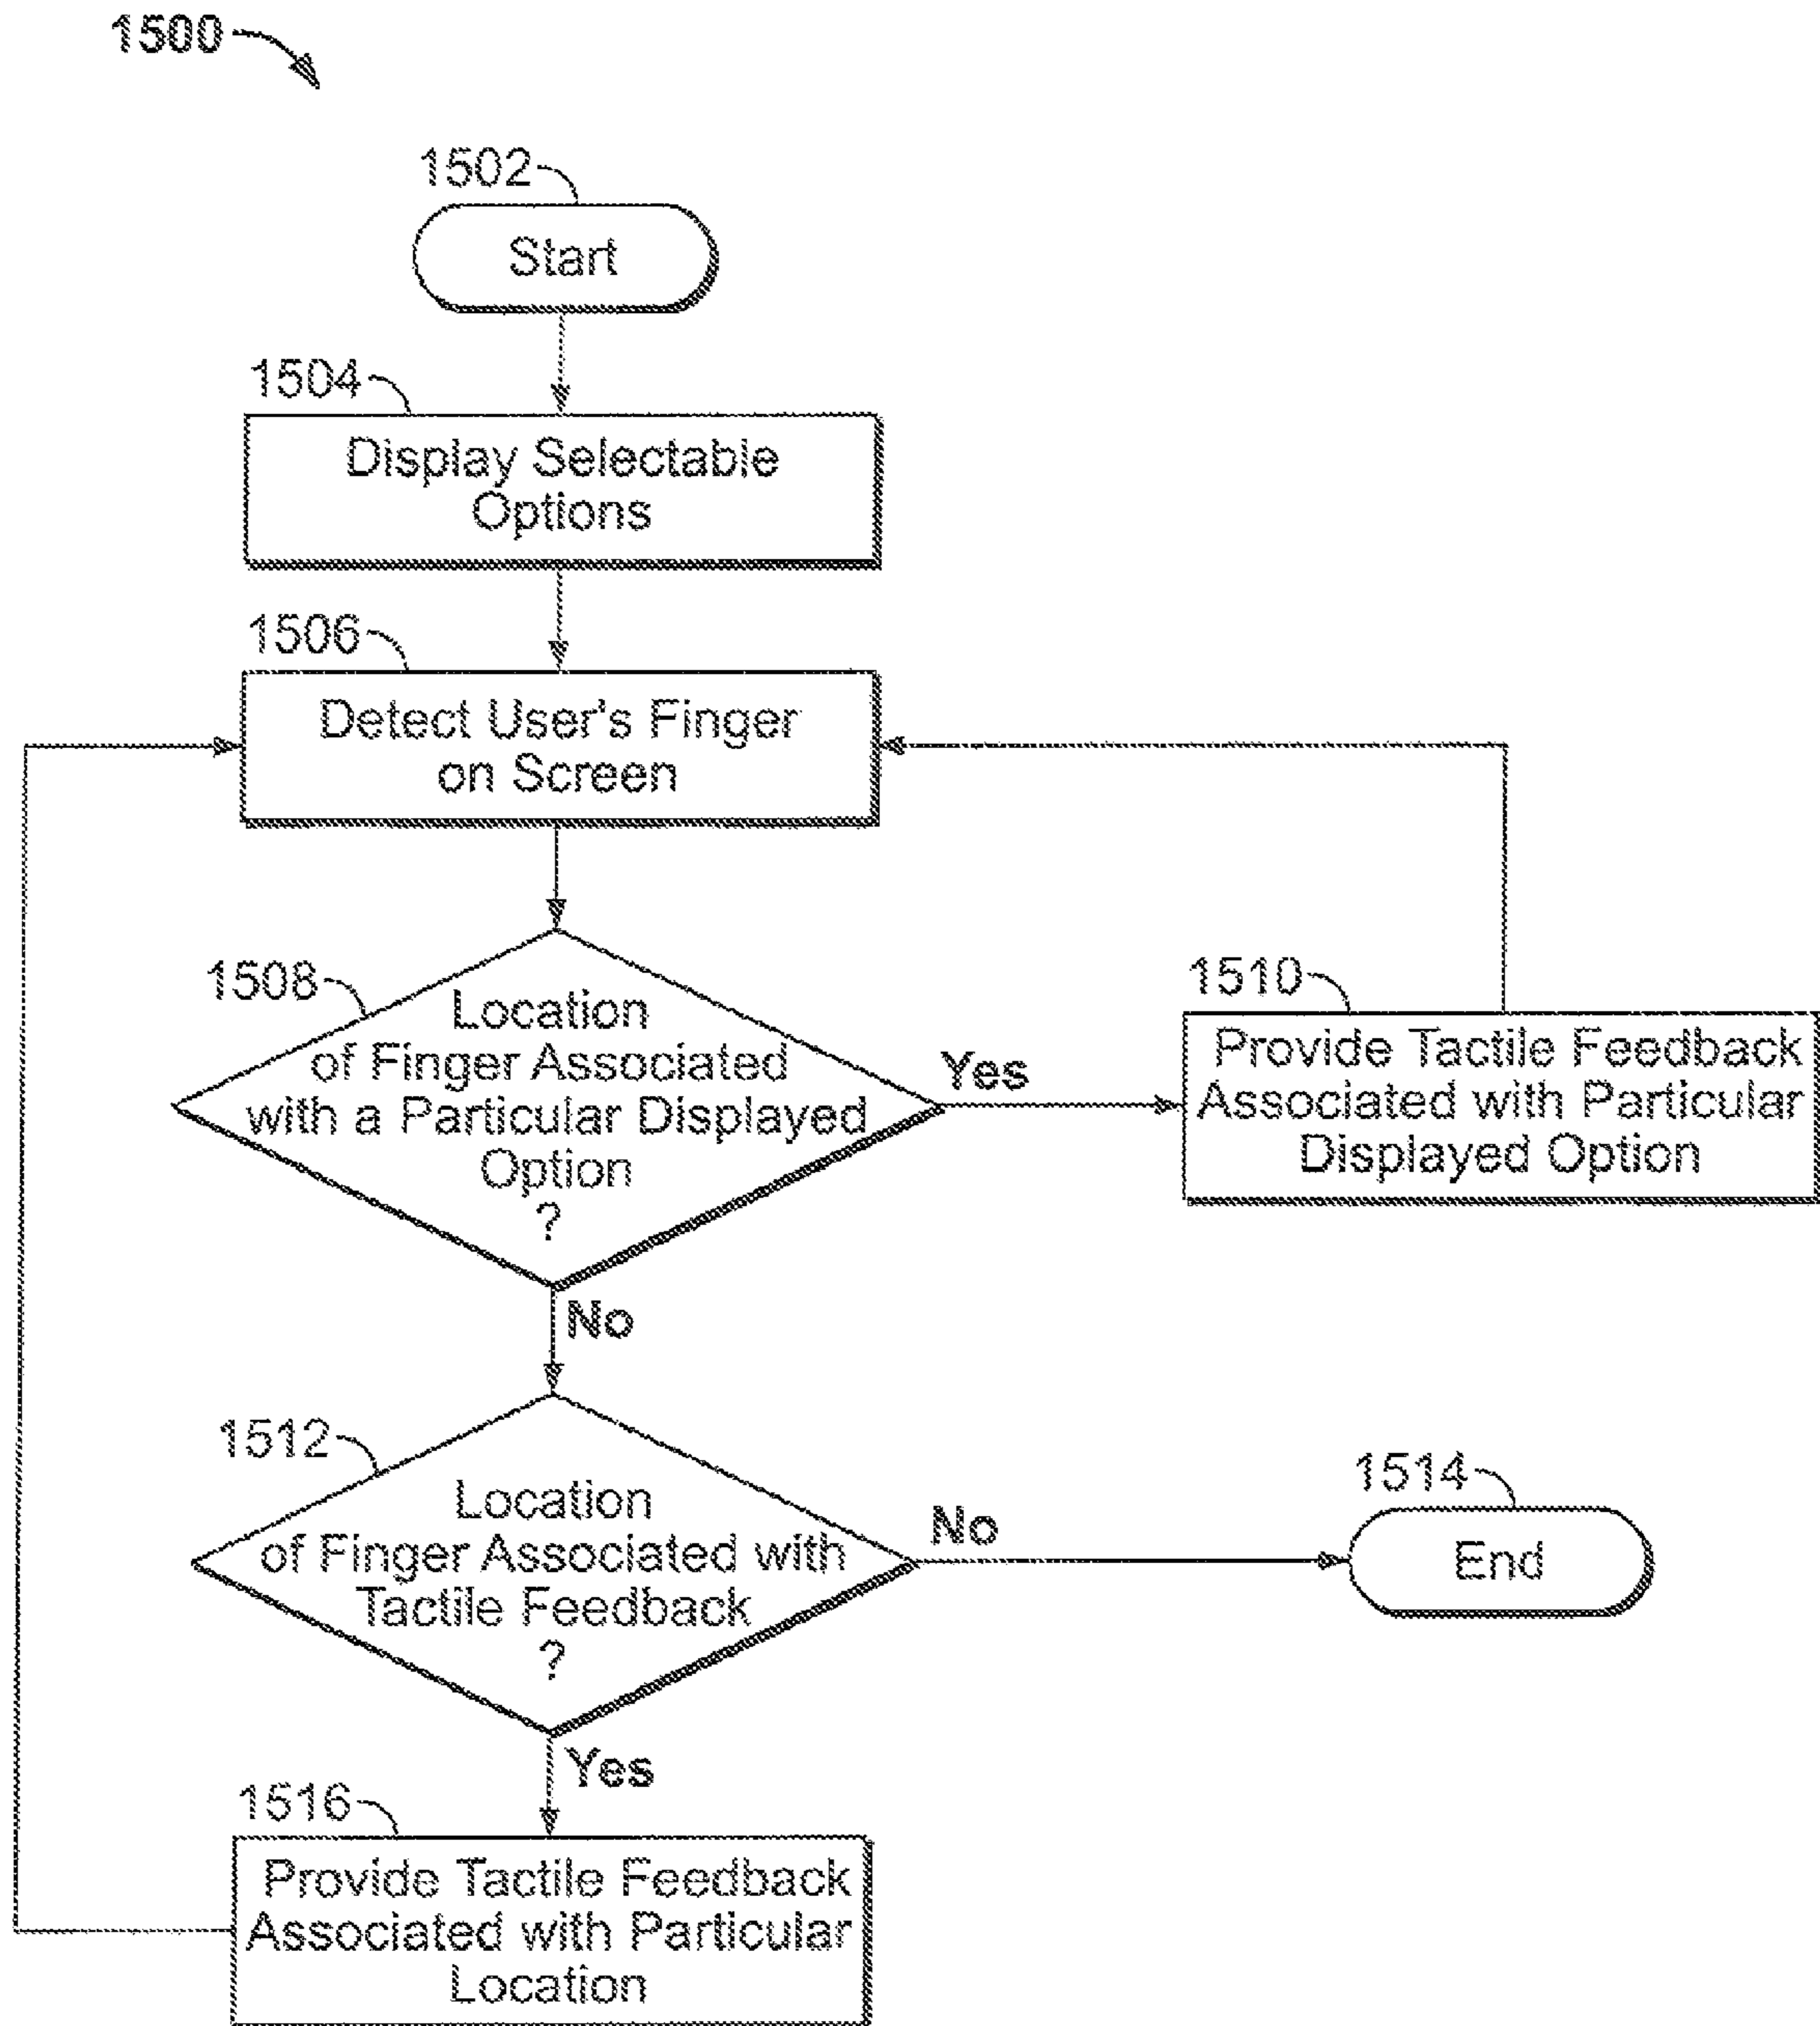 1500
1502
Start
1504
Display Selectable
Options
1506
Detect User's Finger
on Screen
1508
Location
of Finger Associated
with a Particular Displayed
Option
?
Yes
1510
Provide Tactile Feedback
Associated with Particular
Displayed Option
No
1512
Location
of Finger Associated with
Tactile Feedback
?
No
1514
End
Yes
1516
Provide Tactile Feedback
Associated with Particular
Location